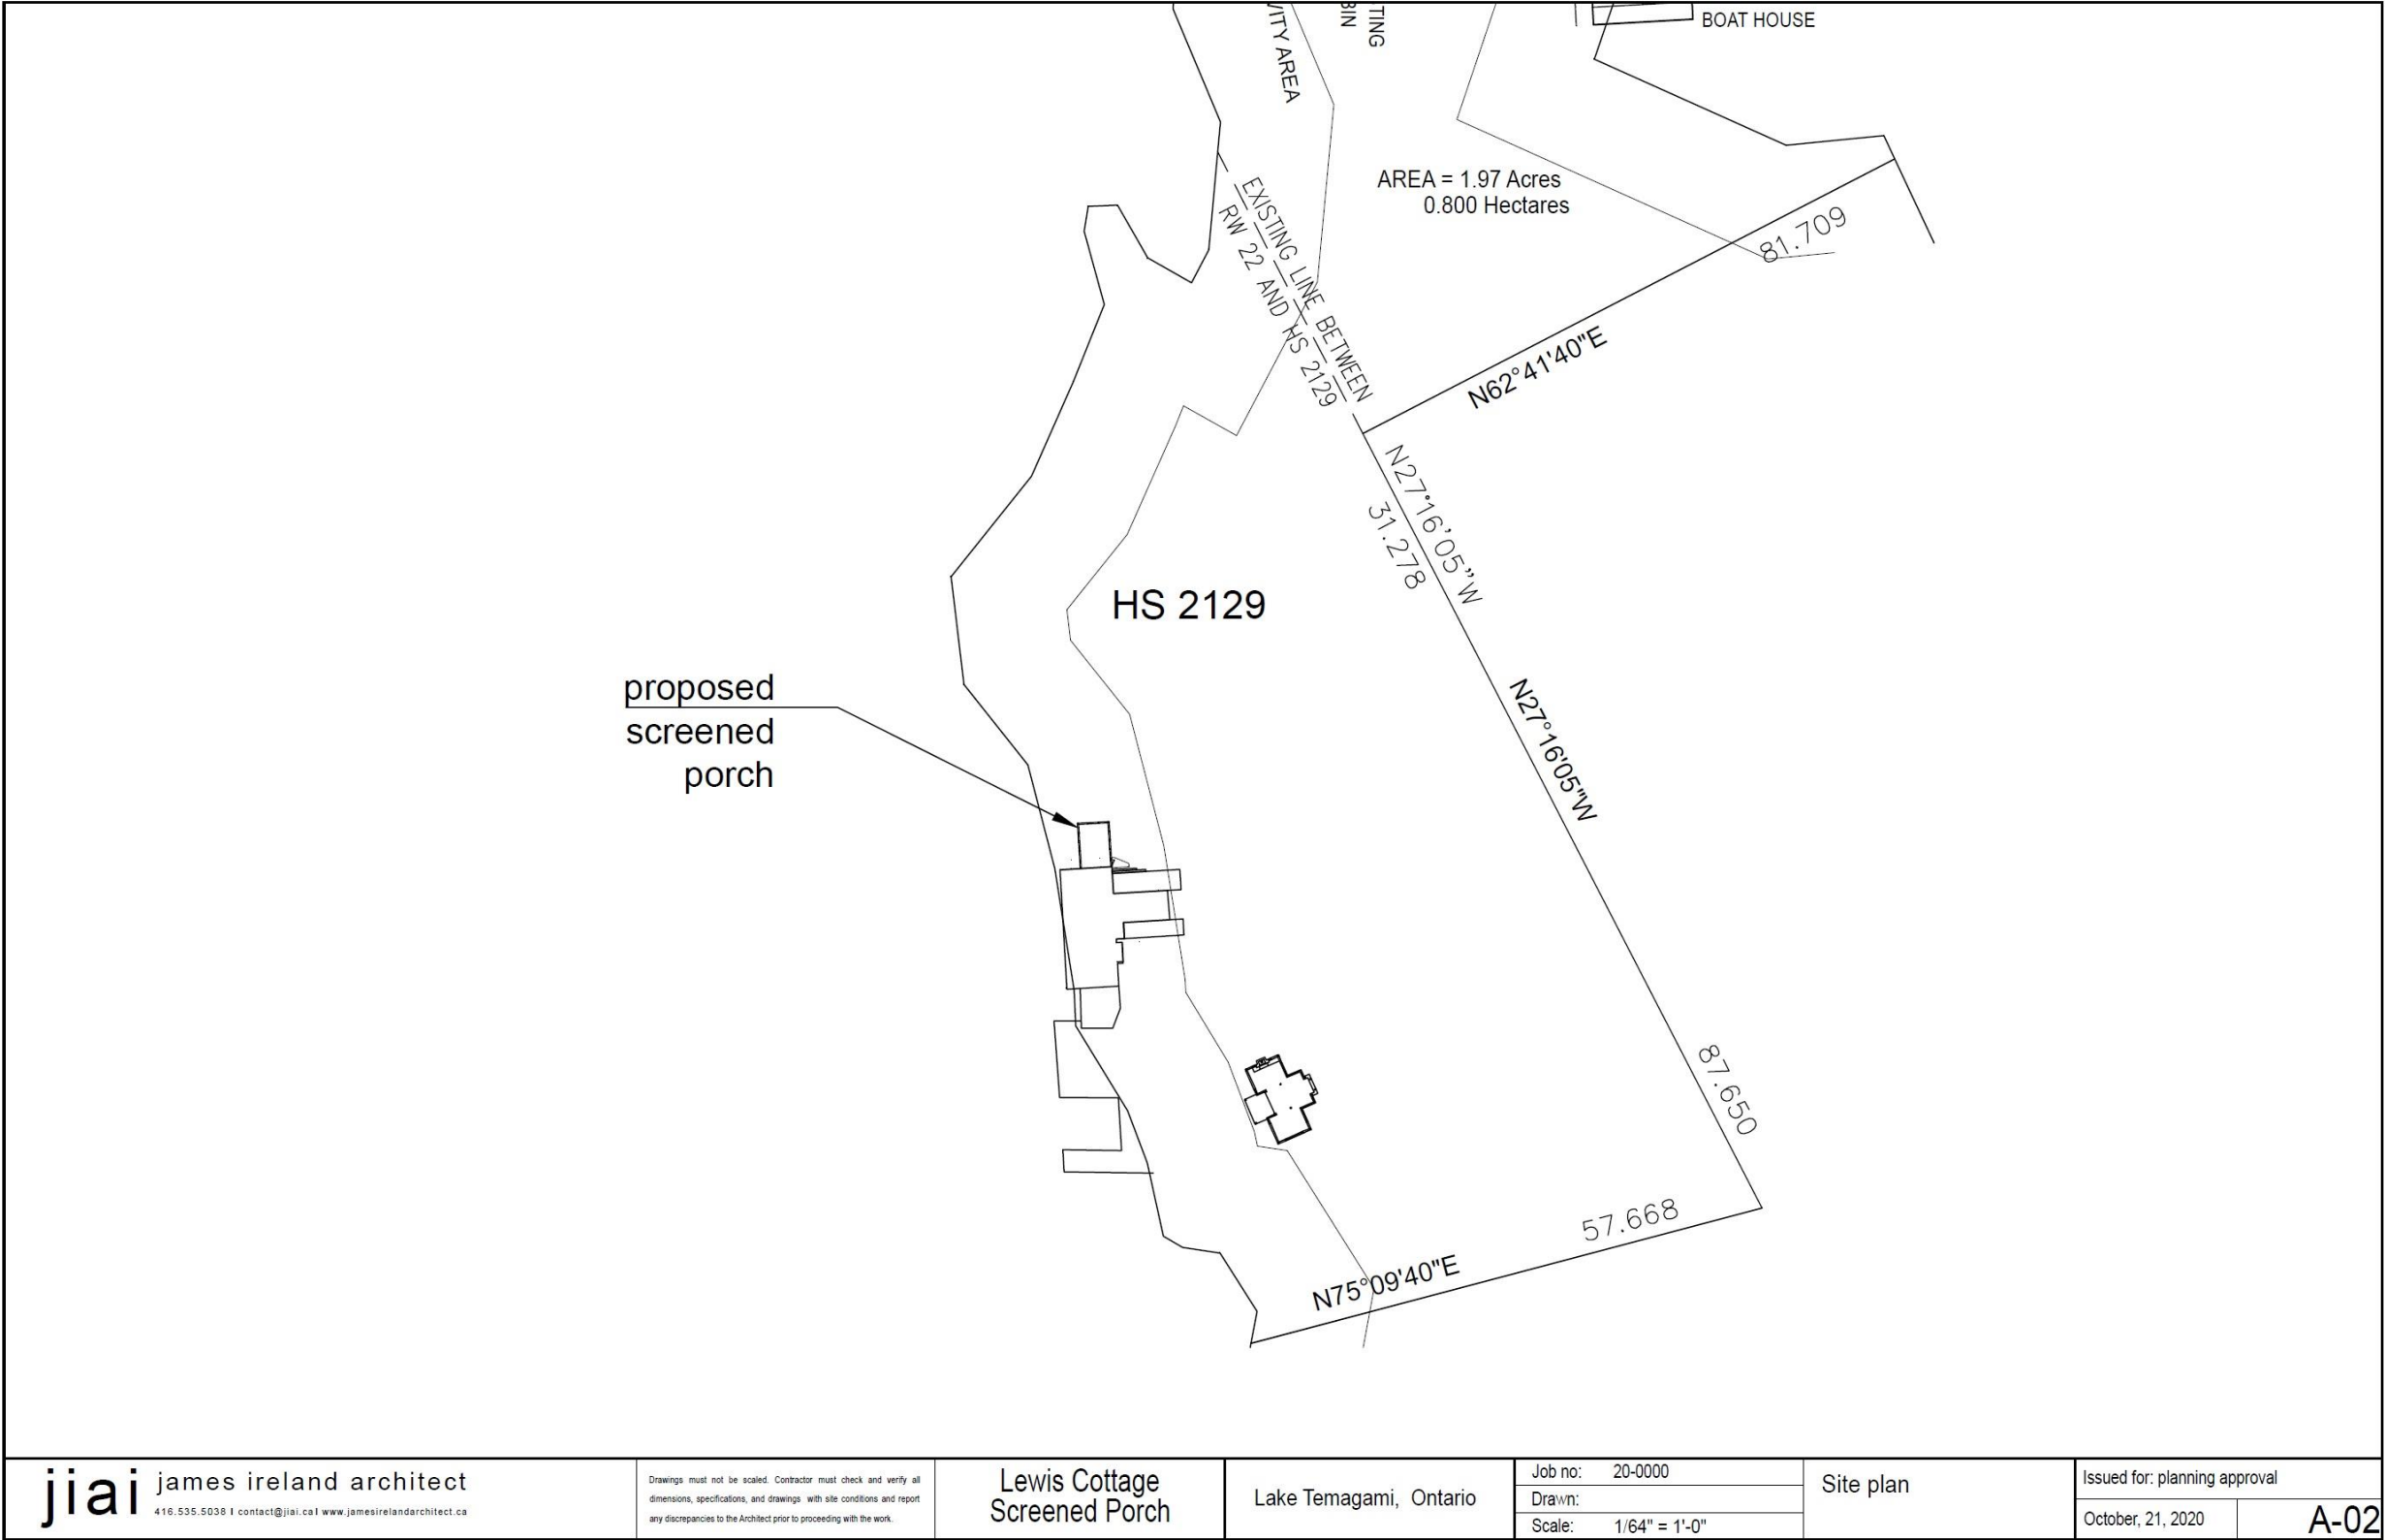 VITY AREA
BIN
TING
BOAT HOUSE
AREA = 1.97 Acres
0.800 Hectares
EXISTING LINE BETWEEN
RW 22 AND HS 2129
81.709
N62°41'40"E
N27°16'05"W
31.278
HS 2129
proposed
screened
porch
N27°16'05"W
87.650
57.668
N75°09'40"E
jiai james ireland architect
416.535.5038 I contact@jiai.ca I www.jamesirelandarchitect.ca
Drawings must not be scaled. Contractor must check and verify all
dimensions, specifications, and drawings with site conditions and report
any discrepancies to the Architect prior to proceeding with the work.
Lewis Cottage
Screened Porch
Lake Temagami, Ontario
Job no: 20-0000
Drawn:
Scale: 1/64" = 1'-0"
Site plan
Issued for: planning approval
October, 21, 2020
A-02